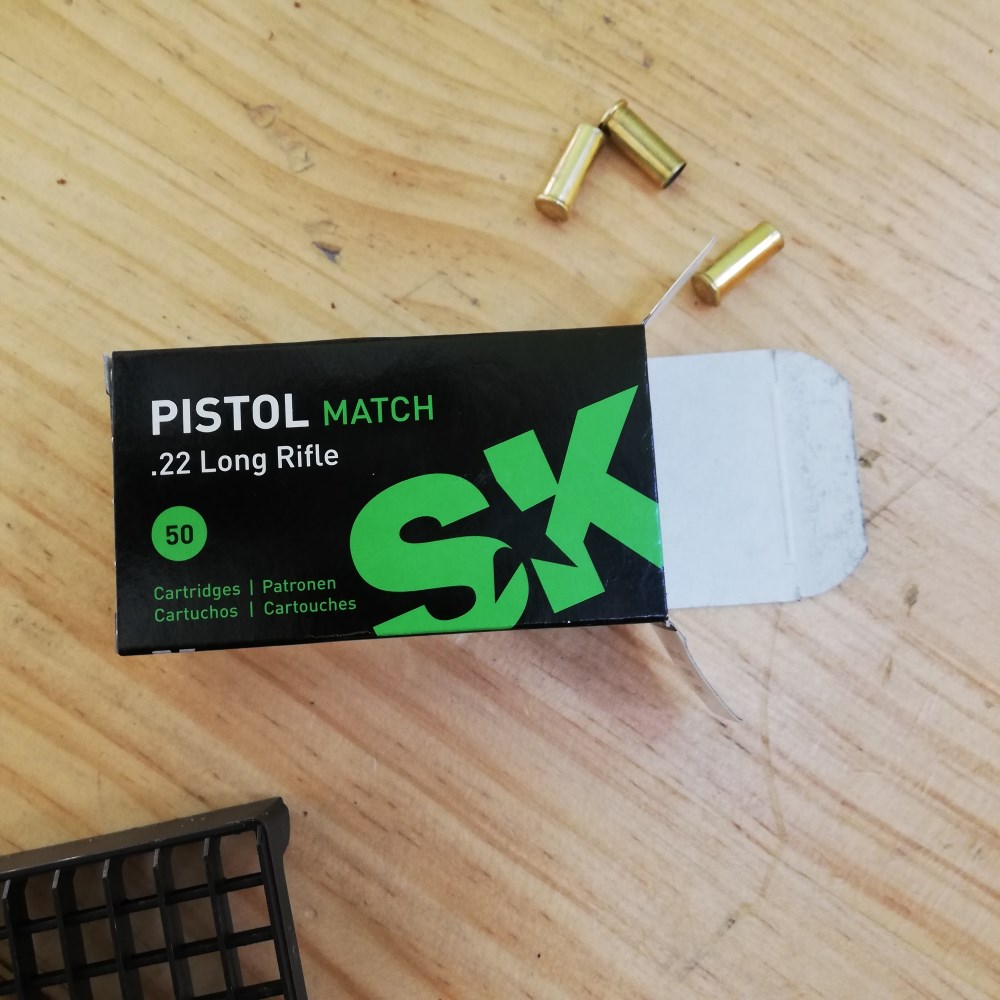 PISTOL MATCH
.22 Long Rifle
50
Cartridges | Patronen
Cartuchos | Cartouches
SK